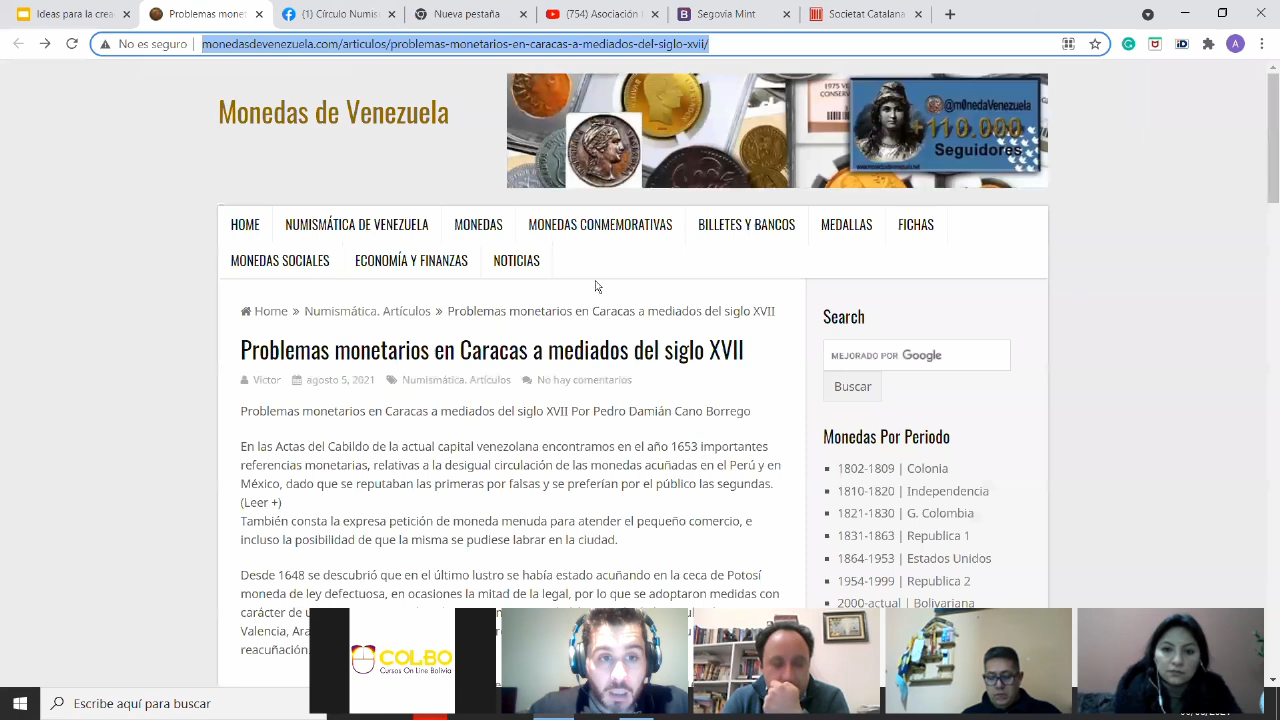 Ideas para la crea
Problemas monet
(1) Círculo Numis
Nueva pestaña
(754) Asociación I
Segovia Mint
Societat Catalana
No es seguro
monedasdevenezuela.com/articulos/problemas-monetarios-en-caracas-a-mediados-del-siglo-xvii/
A
Monedas de Venezuela
1975 VE
CONSERV
@m0nedaVenezuela
+110.000
Seguidores
HOME
NUMISMÁTICA DE VENEZUELA
MONEDAS
MONEDAS CONMEMORATIVAS
BILLETES Y BANCOS
MEDALLAS
FICHAS
MONEDAS SOCIALES
ECONOMÍA Y FINANZAS
NOTICIAS
Home » Numismática. Artículos » Problemas monetarios en Caracas a mediados del siglo XVII
Problemas monetarios en Caracas a mediados del siglo XVII
Victor agosto 5, 2021 Numismática. Artículos No hay comentarios
Problemas monetarios en Caracas a mediados del siglo XVII Por Pedro Damián Cano Borrego
En las Actas del Cabildo de la actual capital venezolana encontramos en el año 1653 importantes
referencias monetarias, relativas a la desigual circulación de las monedas acuñadas en el Perú y en
México, dado que se reputaban las primeras por falsas y se preferían por el público las segundas.
(Leer +)
También consta la expresa petición de moneda menuda para atender el pequeño comercio, e
incluso la posibilidad de que la misma se pudiese labrar en la ciudad.
Desde 1648 se descubrió que en el último lustro se había estado acuñando en la ceca de Potosí
moneda de ley defectuosa, en ocasiones la mitad de la legal, por lo que se adoptaron medidas con
carácter de u
Valencia, Ara
reacuñación.
Search
MEJORADO POR Google
Buscar
Monedas Por Periodo
1802-1809 | Colonia
1810-1820 | Independencia
1821-1830 | G. Colombia
1831-1863 | Republica 1
1864-1953 | Estados Unidos
1954-1999 | Republica 2
2000-actual | Bolivariana
COLBO
Cursos On Line Bolivia
Escribe aquí para buscar